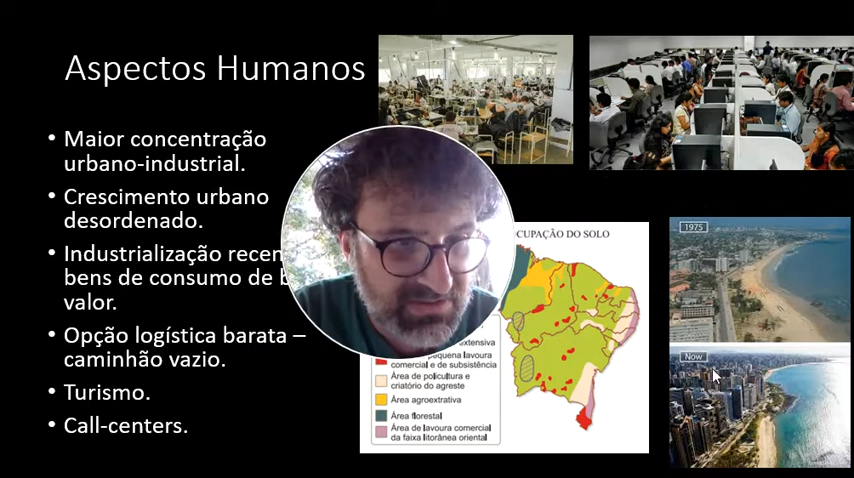 Aspectos Humanos
• Maior concentração
urbano-industrial.
• Crescimento urbano
desordenado.
• Industrialização recen
bens de consumo de b
valor.
• Opção logística barata –
caminhão vazio.
• Turismo.
• Call-centers.
CUPAÇÃO DO SOLO
extensiva
pequena lavoura
comercial e de subsistência
Área de policultura e
criatório do agreste
Área agroextrativa
Área florestal
Área de lavoura comercial
da faixa litorânea oriental
1975
Now